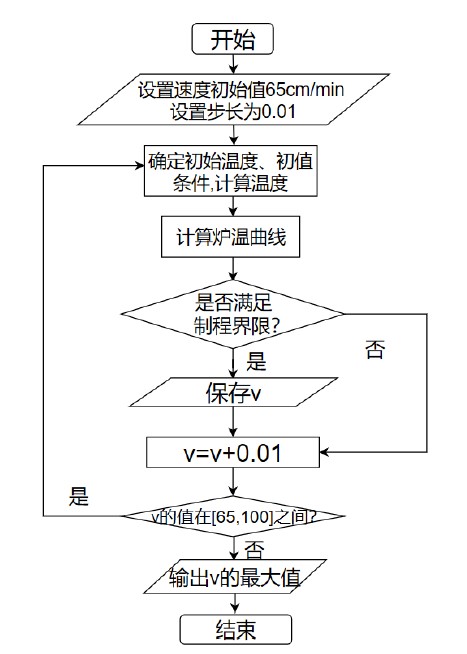 开始
设置速度初始值65cm/min
设置步长为0.01
确定初始温度、初值
条件,计算温度
计算炉温曲线
是否满足
制程界限?
否
是
保存v
v=v+0.01
是
v的值在[65,100]之间?
否
输出v的最大值
结束